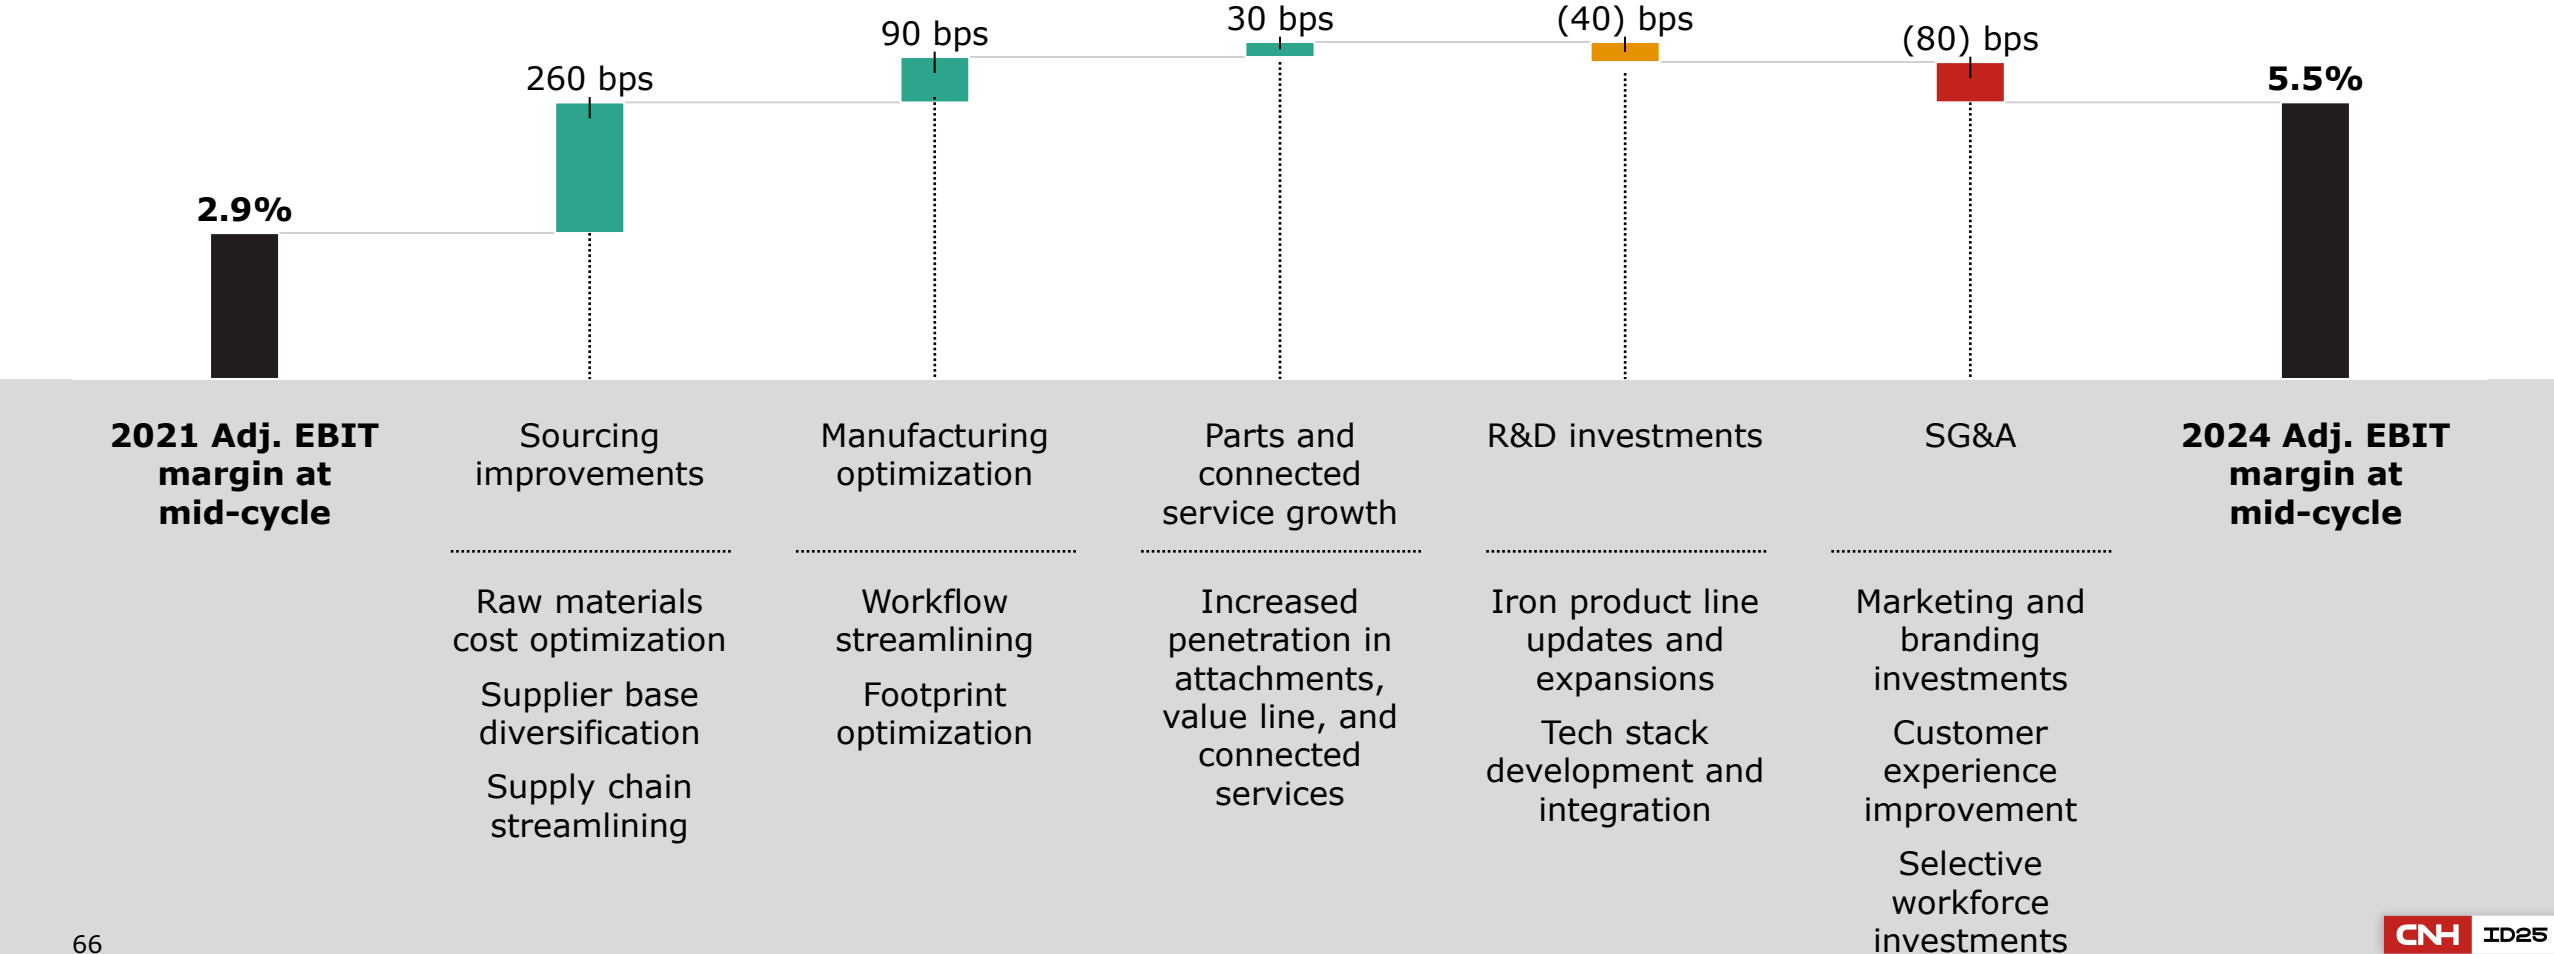 2.9%
260 bps
90 bps
30 bps
(40) bps
(80) bps
5.5%
2021 Adj. EBIT
margin at
mid-cycle
Sourcing
improvements
Raw materials
cost optimization
Supplier base
diversification
Supply chain
streamlining
Manufacturing
optimization
Workflow
streamlining
Footprint
optimization
Parts and
connected
service growth
Increased
penetration in
attachments,
value line, and
connected
services
R&D investments
Iron product line
updates and
expansions
Tech stack
development and
integration
SG&A
Marketing and
branding
investments
Customer
experience
improvement
Selective
workforce
investments
2024 Adj. EBIT
margin at
mid-cycle
66
CNH ID25